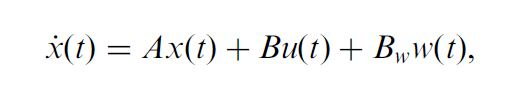 ẋ(t) = Ax(t) + Bu(t) + B_w w(t),